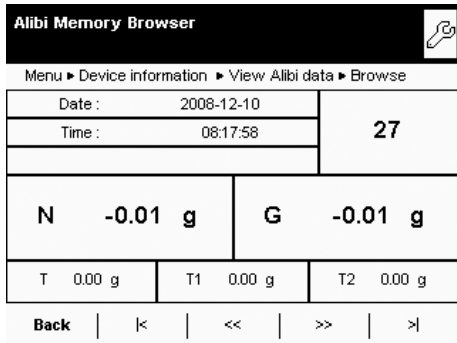 Alibi Memory Browser
Menu ▸ Device information ▸ View Alibi data ▸ Browse
Date : 2008-12-10
Time : 08:17:58
27
N -0.01 g G -0.01 g
T 0.00 g T1 0.00 g T2 0.00 g
Back |< << >> >|